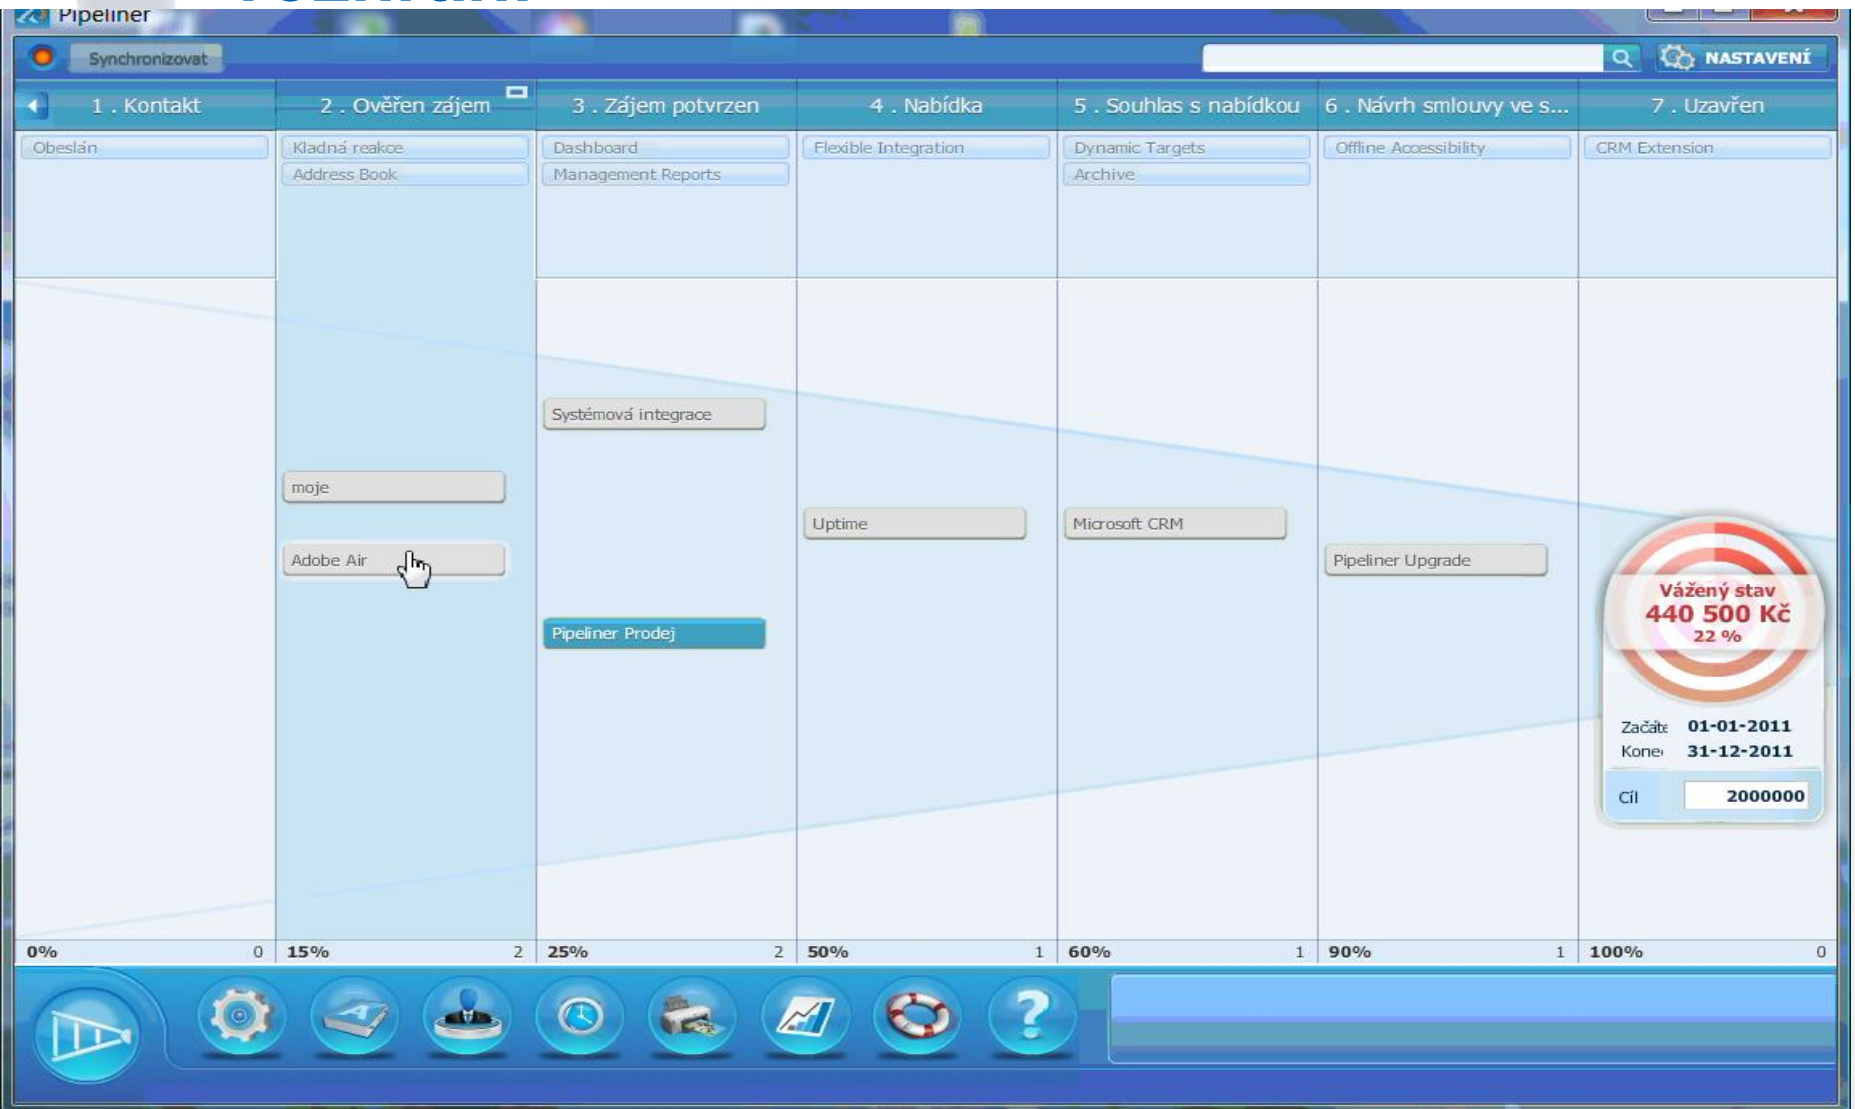 Pipeliner
Synchronizovat
NASTAVENÍ
1 . Kontakt
2 . Ověřen zájem
3 . Zájem potvrzen
4 . Nabídka
5 . Souhlas s nabídkou
6 . Návrh smlouvy ve s...
7 . Uzavřen
Obeslán
Kladná reakce
Dashboard
Flexible Integration
Dynamic Targets
Offline Accessibility
CRM Extension
Address Book
Management Reports
Archive
Systémová integrace
moje
Uptime
Microsoft CRM
Adobe Air
Pipeliner Upgrade
Pipeliner Prodej
Vážený stav
440 500 Kč
22 %
Začáte 01-01-2011
Kone 31-12-2011
Cíl 2000000
0% 0
15% 2
25% 2
50% 1
60% 1
90% 1
100% 0